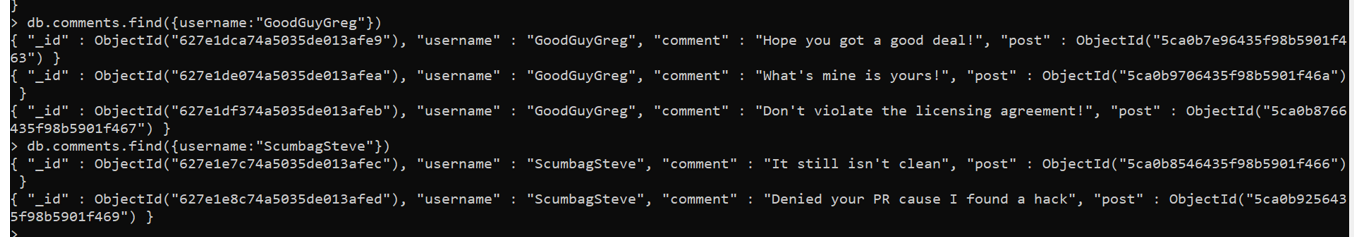 }
> db.comments.find({username:"GoodGuyGreg"})
{ "_id" : ObjectId("627e1dca74a5035de013afe9"), "username" : "GoodGuyGreg", "comment" : "Hope you got a good deal!", "post" : ObjectId("5ca0b7e96435f98b5901f4
63") }
{ "_id" : ObjectId("627e1de074a5035de013afea"), "username" : "GoodGuyGreg", "comment" : "What's mine is yours!", "post" : ObjectId("5ca0b9706435f98b5901f46a")
 }
{ "_id" : ObjectId("627e1df374a5035de013afeb"), "username" : "GoodGuyGreg", "comment" : "Don't violate the licensing agreement!", "post" : ObjectId("5ca0b8766
435f98b5901f467") }
> db.comments.find({username:"ScumbagSteve"})
{ "_id" : ObjectId("627e1e7c74a5035de013afec"), "username" : "ScumbagSteve", "comment" : "It still isn't clean", "post" : ObjectId("5ca0b8546435f98b5901f466")
 }
{ "_id" : ObjectId("627e1e8c74a5035de013afed"), "username" : "ScumbagSteve", "comment" : "Denied your PR cause I found a hack", "post" : ObjectId("5ca0b925643
5f98b5901f469") }
>